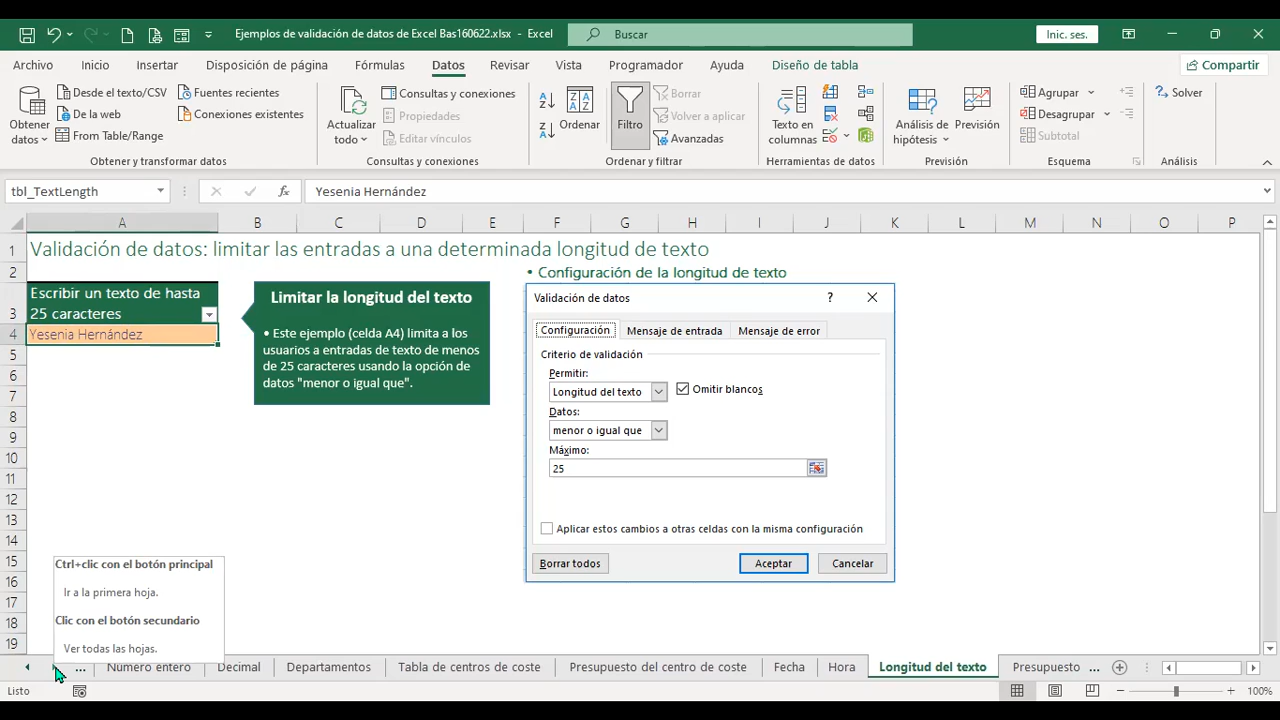 Ejemplos de validación de datos de Excel Bas160622.xlsx - Excel
Buscar
Inic. ses.
Archivo
Inicio
Insertar
Disposición de página
Fórmulas
Datos
Revisar
Vista
Programador
Ayuda
Diseño de tabla
Compartir
Obtener datos
Desde el texto/CSV
De la web
From Table/Range
Fuentes recientes
Conexiones existentes
Obtener y transformar datos
Actualizar todo
Consultas y conexiones
Propiedades
Editar vínculos
Consultas y conexiones
Ordenar
Filtro
Borrar
Volver a aplicar
Avanzadas
Ordenar y filtrar
Texto en columnas
Herramientas de datos
Análisis de hipótesis
Previsión
Previsión
Agrupar
Desagrupar
Subtotal
Esquema
Solver
Análisis
tbl_TextLength
fx
Yesenia Hernández
A B C D E F G H I J K L M N O P
1 Validación de datos: limitar las entradas a una determinada longitud de texto
2 • Configuración de la longitud de texto
Escribir un texto de hasta
3 25 caracteres
4 Yesenia Hernández
5
6
7
8
9
10
11
12
13
14
15
16
17
18
19
Limitar la longitud del texto
• Este ejemplo (celda A4) limita a los
usuarios a entradas de texto de menos
de 25 caracteres usando la opción de
datos "menor o igual que".
Validación de datos
?
Configuración
Mensaje de entrada
Mensaje de error
Criterio de validación
Permitir:
Longitud del texto
Omitir blancos
Datos:
menor o igual que
Máximo:
25
Aplicar estos cambios a otras celdas con la misma configuración
Borrar todos
Aceptar
Cancelar
Ctrl+clic con el botón principal
Ir a la primera hoja.
Clic con el botón secundario
Ver todas las hojas.
...
Número entero
Decimal
Departamentos
Tabla de centros de coste
Presupuesto del centro de coste
Fecha
Hora
Longitud del texto
Presupuesto ...
Listo
100%